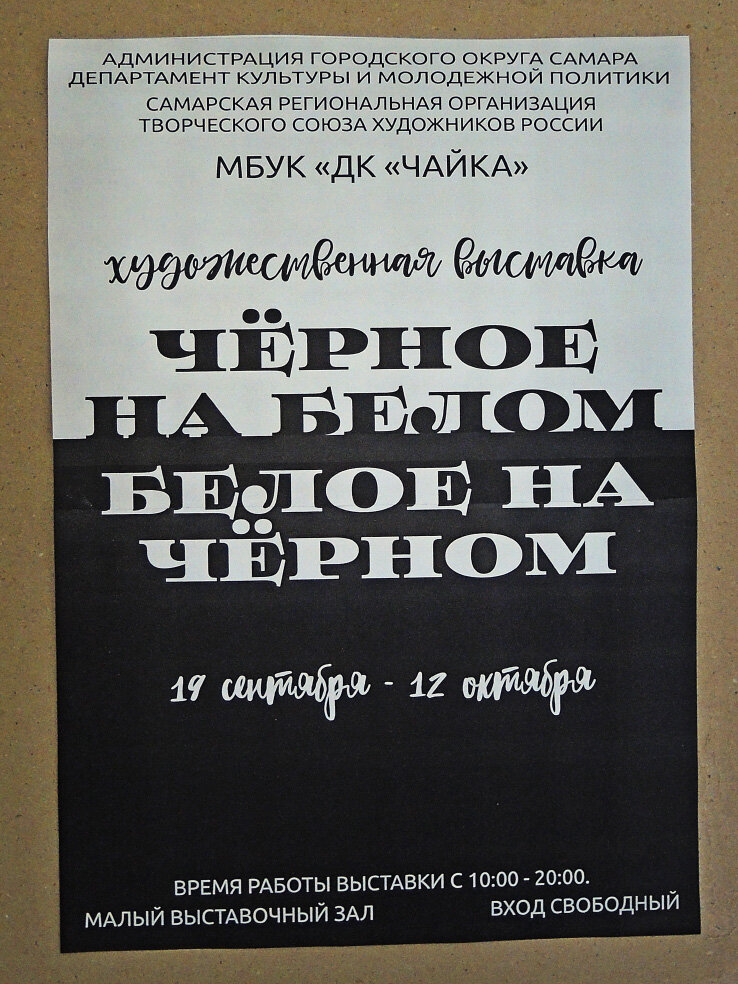 АДМИНИСТРАЦИЯ ГОРОДСКОГО ОКРУГА САМАРА
ДЕПАРТАМЕНТ КУЛЬТУРЫ И МОЛОДЕЖНОЙ ПОЛИТИКИ
САМАРСКАЯ РЕГИОНАЛЬНАЯ ОРГАНИЗАЦИЯ
ТВОРЧЕСКОГО СОЮЗА ХУДОЖНИКОВ РОССИИ
МБУК «ДК «ЧАЙКА»
художественная выставка
ЧЁРНОЕ
НА БЕЛОМ
БЕЛОЕ НА
ЧЁРНОМ
19 сентября - 12 октября
ВРЕМЯ РАБОТЫ ВЫСТАВКИ С 10:00 - 20:00.
МАЛЫЙ ВЫСТАВОЧНЫЙ ЗАЛ ВХОД СВОБОДНЫЙ